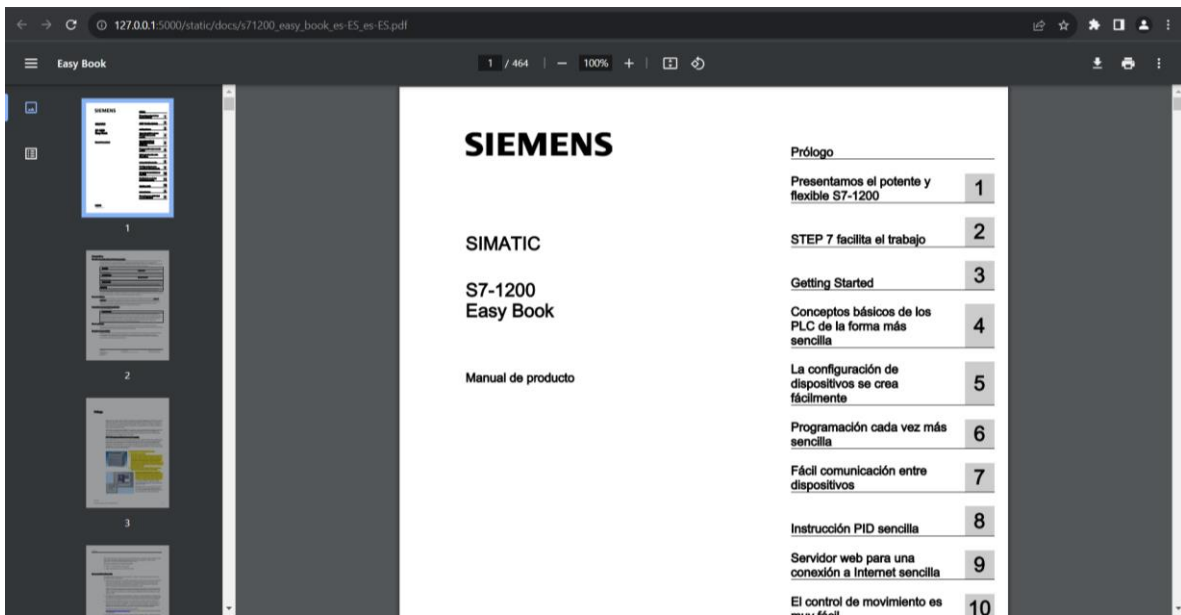 127.0.0.1:5000/static/docs/s71200_easy_book_es-ES_es-ES.pdf
Easy Book
1 / 464
100%
SIEMENS
1
2
3
SIEMENS
SIMATIC
S7-1200
Easy Book
Manual de producto
Prólogo
Presentamos el potente y
flexible S7-1200
1
STEP 7 facilita el trabajo
2
Getting Started
3
Conceptos básicos de los
PLC de la forma más
sencilla
4
La configuración de
dispositivos se crea
fácilmente
5
Programación cada vez más
sencilla
6
Fácil comunicación entre
dispositivos
7
Instrucción PID sencilla
8
Servidor web para una
conexión a Internet sencilla
9
El control de movimiento es
muy fácil
10